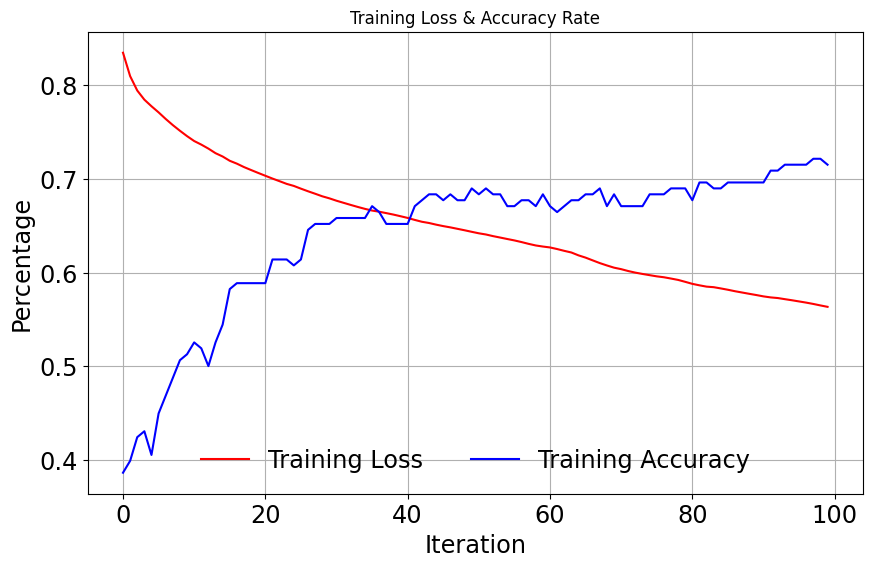 Training Loss & Accuracy Rate
0.8
0.7
0.6
0.5
0.4
Percentage
Training Loss
Training Accuracy
0 20 40 60 80 100
Iteration